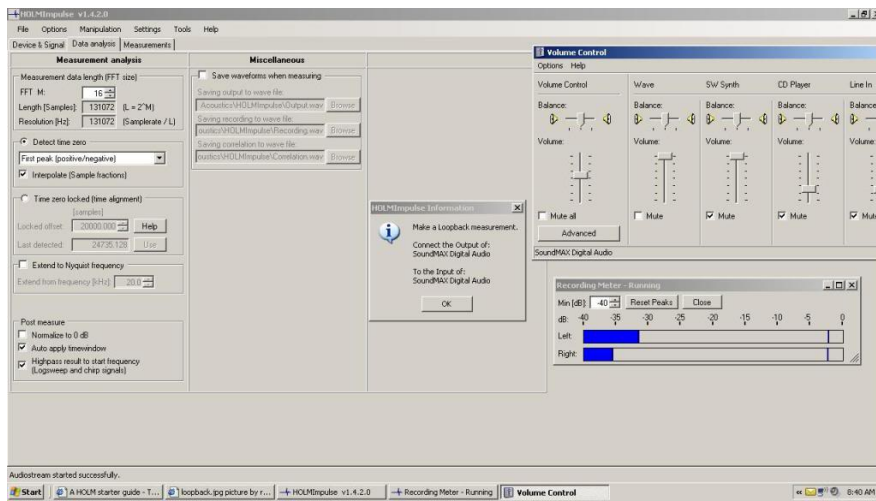 HOLMImpulse v1.4.2.0
File Options Manipulation Settings Tools Help
Device & Signal Data analysis Measurements
Measurement analysis
Measurement data length (FFT size)
FFT M: 16
Length [Samples]: 131072 (L = 2^M)
Resolution [Hz]: 131072 (Samplerate / L)
Detect time zero
First peak (positive/negative)
Interpolate (Sample fractions)
Time zero locked (time alignment)
[samples]
Locked offset: 20000.000 Help
Last detected: 24735.128 Use
Extend to Nyquist frequency
Extend from frequency [kHz]: 20.0
Post measure
Normalize to 0 dB
Auto apply timewindow
Highpass result to start frequency
(Logsweep and chirp signals)
Miscellaneous
Save waveforms when measuring
Saving output to wave file:
Acoustics\HOLMImpulse\Output.wav Browse
Saving recording to wave file:
oustics\HOLMImpulse\Recording.wav Browse
Saving correlation to wave file:
oustics\HOLMImpulse\Correlation.wav Browse
HOLMImpulse Information
Make a Loopback measurement.
Connect the Output of:
SoundMAX Digital Audio
To the Input of:
SoundMAX Digital Audio
OK
Volume Control
Options Help
Volume Control Wave SW Synth CD Player Line In
Balance: Balance: Balance: Balance: Balance
Volume: Volume: Volume: Volume: Volume:
Mute all Mute Mute Mute Mut
Advanced
SoundMAX Digital Audio
Recording Meter - Running
Min [dB]: -40 Reset Peaks Close
dB: -40 -35 -30 -25 -20 -15 -10 -5 0
Left:
Right:
Audiostream started successfully.
Start A HOLM starter guide - T... loopback.jpg picture by r... HOLMImpulse v1.4.2.0 Recording Meter - Running Volume Control 8:40 AM